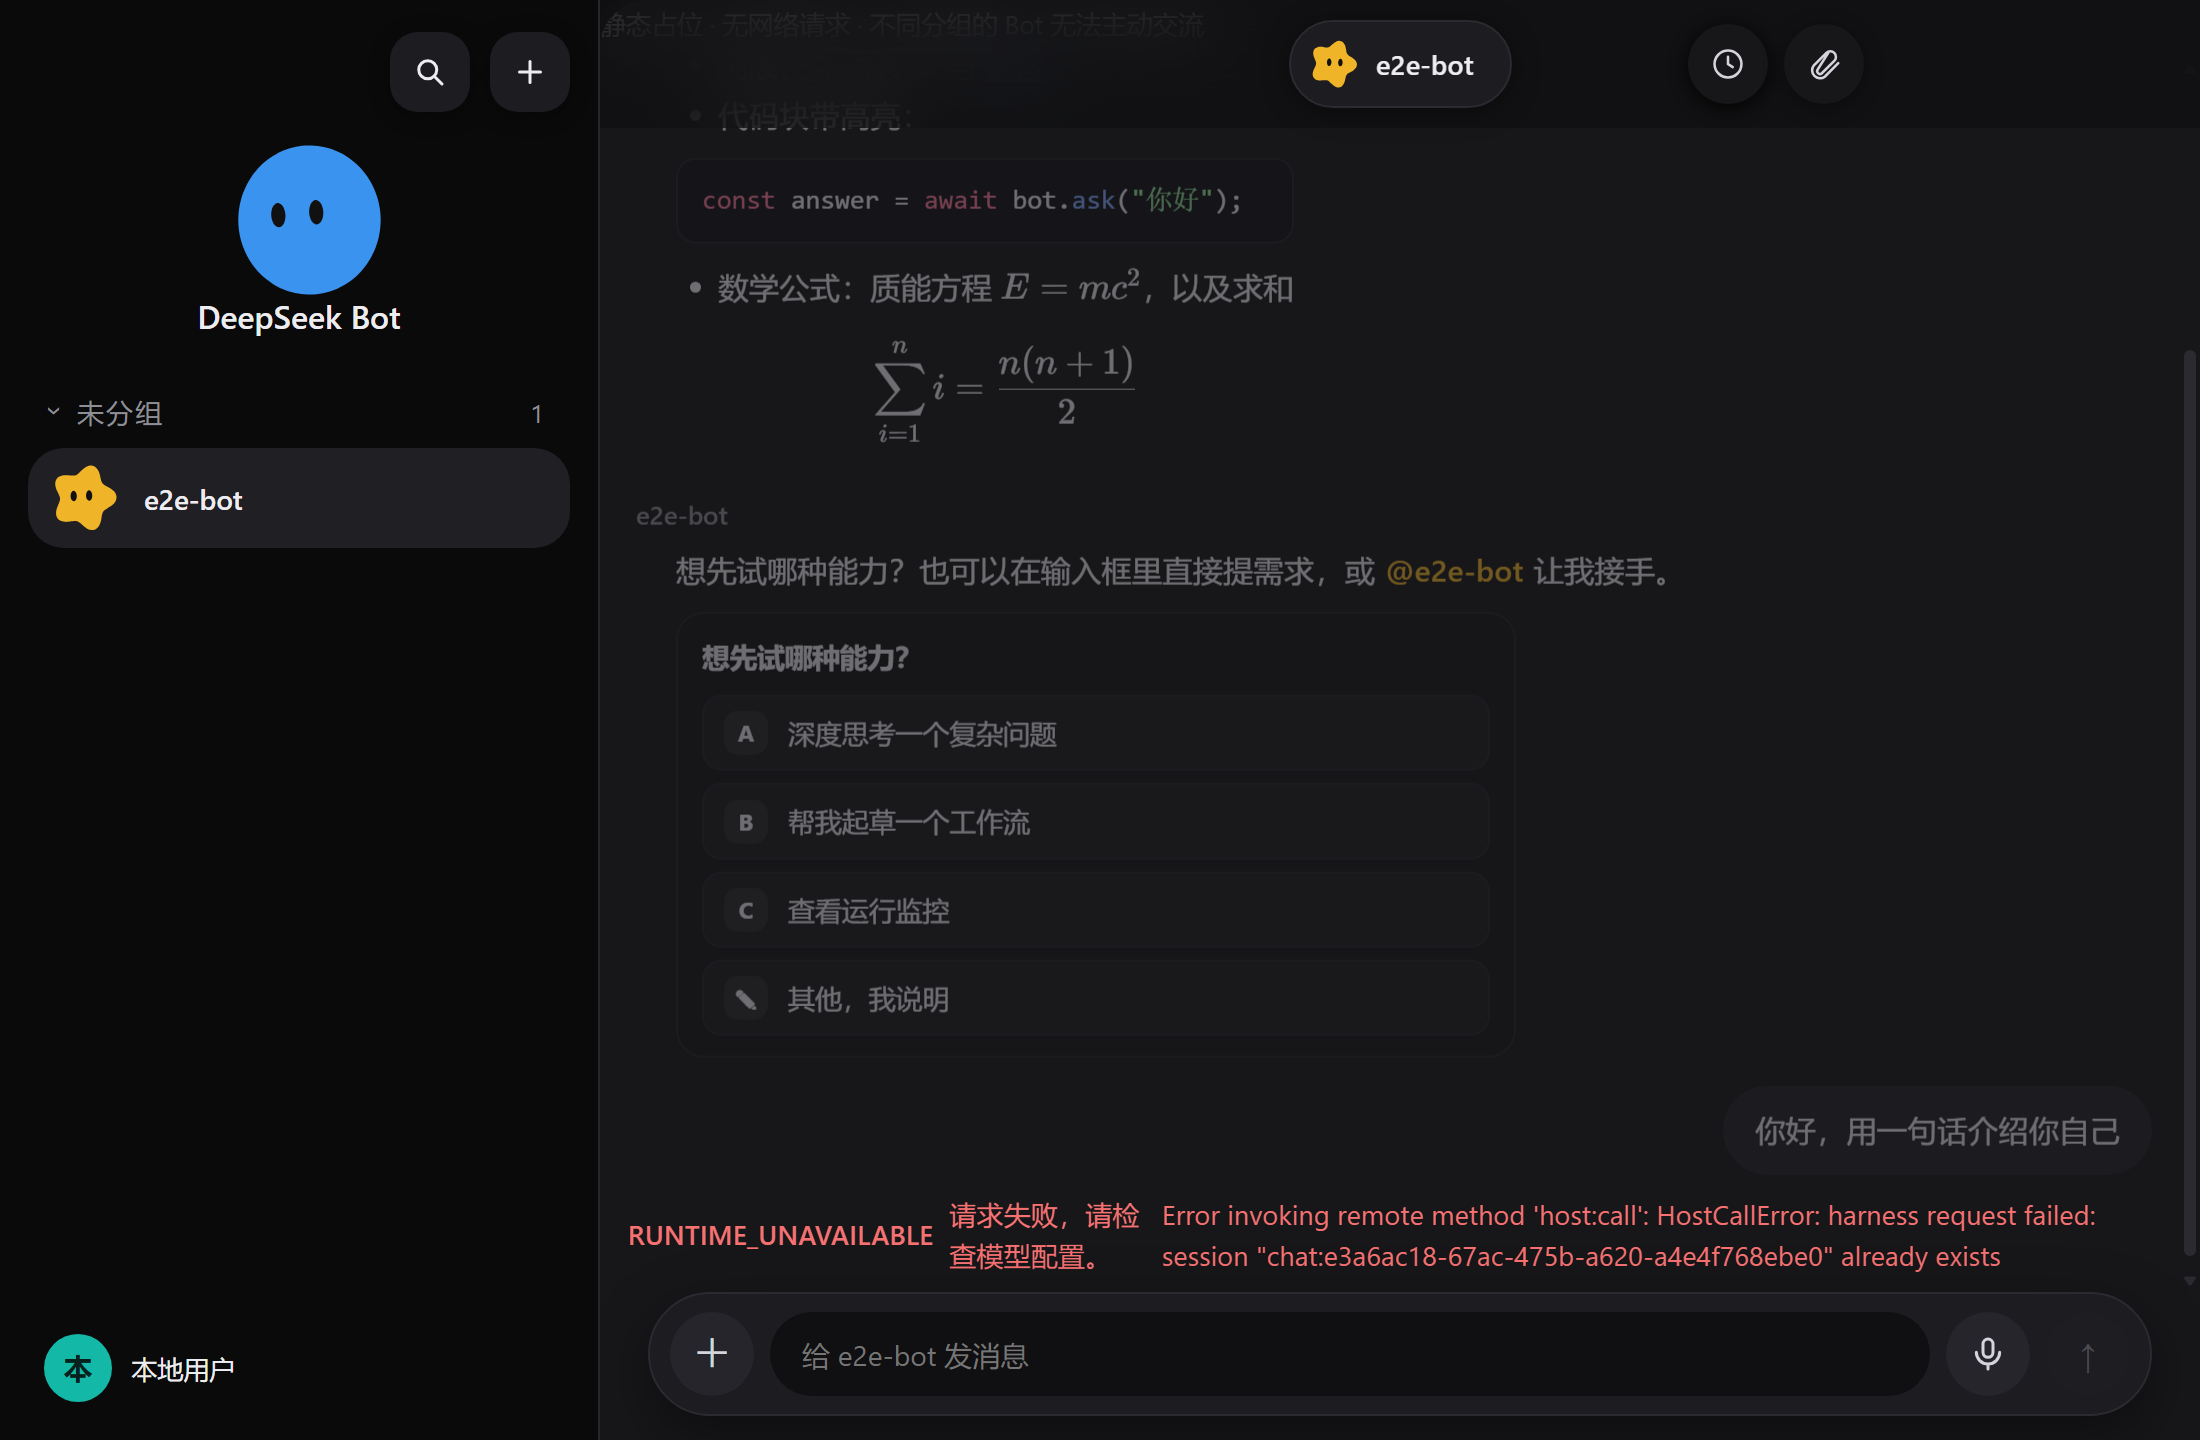 DeepSeek Bot
未分组
1
e2e-bot
本
本地用户
静态占位 · 无网络请求 · 不同分组的 Bot 无法主动交流
e2e-bot
代码块带高亮：
const answer = await bot.ask("你好");
数学公式：质能方程 E = mc²，以及求和
∑_{i=1}^{n} i = n(n + 1) / 2
e2e-bot
想先试哪种能力？也可以在输入框里直接提需求，或 @e2e-bot 让我接手。
想先试哪种能力？
A 深度思考一个复杂问题
B 帮我起草一个工作流
C 查看运行监控
其他，我说明
你好，用一句话介绍你自己
RUNTIME_UNAVAILABLE
请求失败，请检
查模型配置。
Error invoking remote method 'host:call': HostCallError: harness request failed:
session "chat:e3a6ac18-67ac-475b-a620-a4e4f768ebe0" already exists
给 e2e-bot 发消息